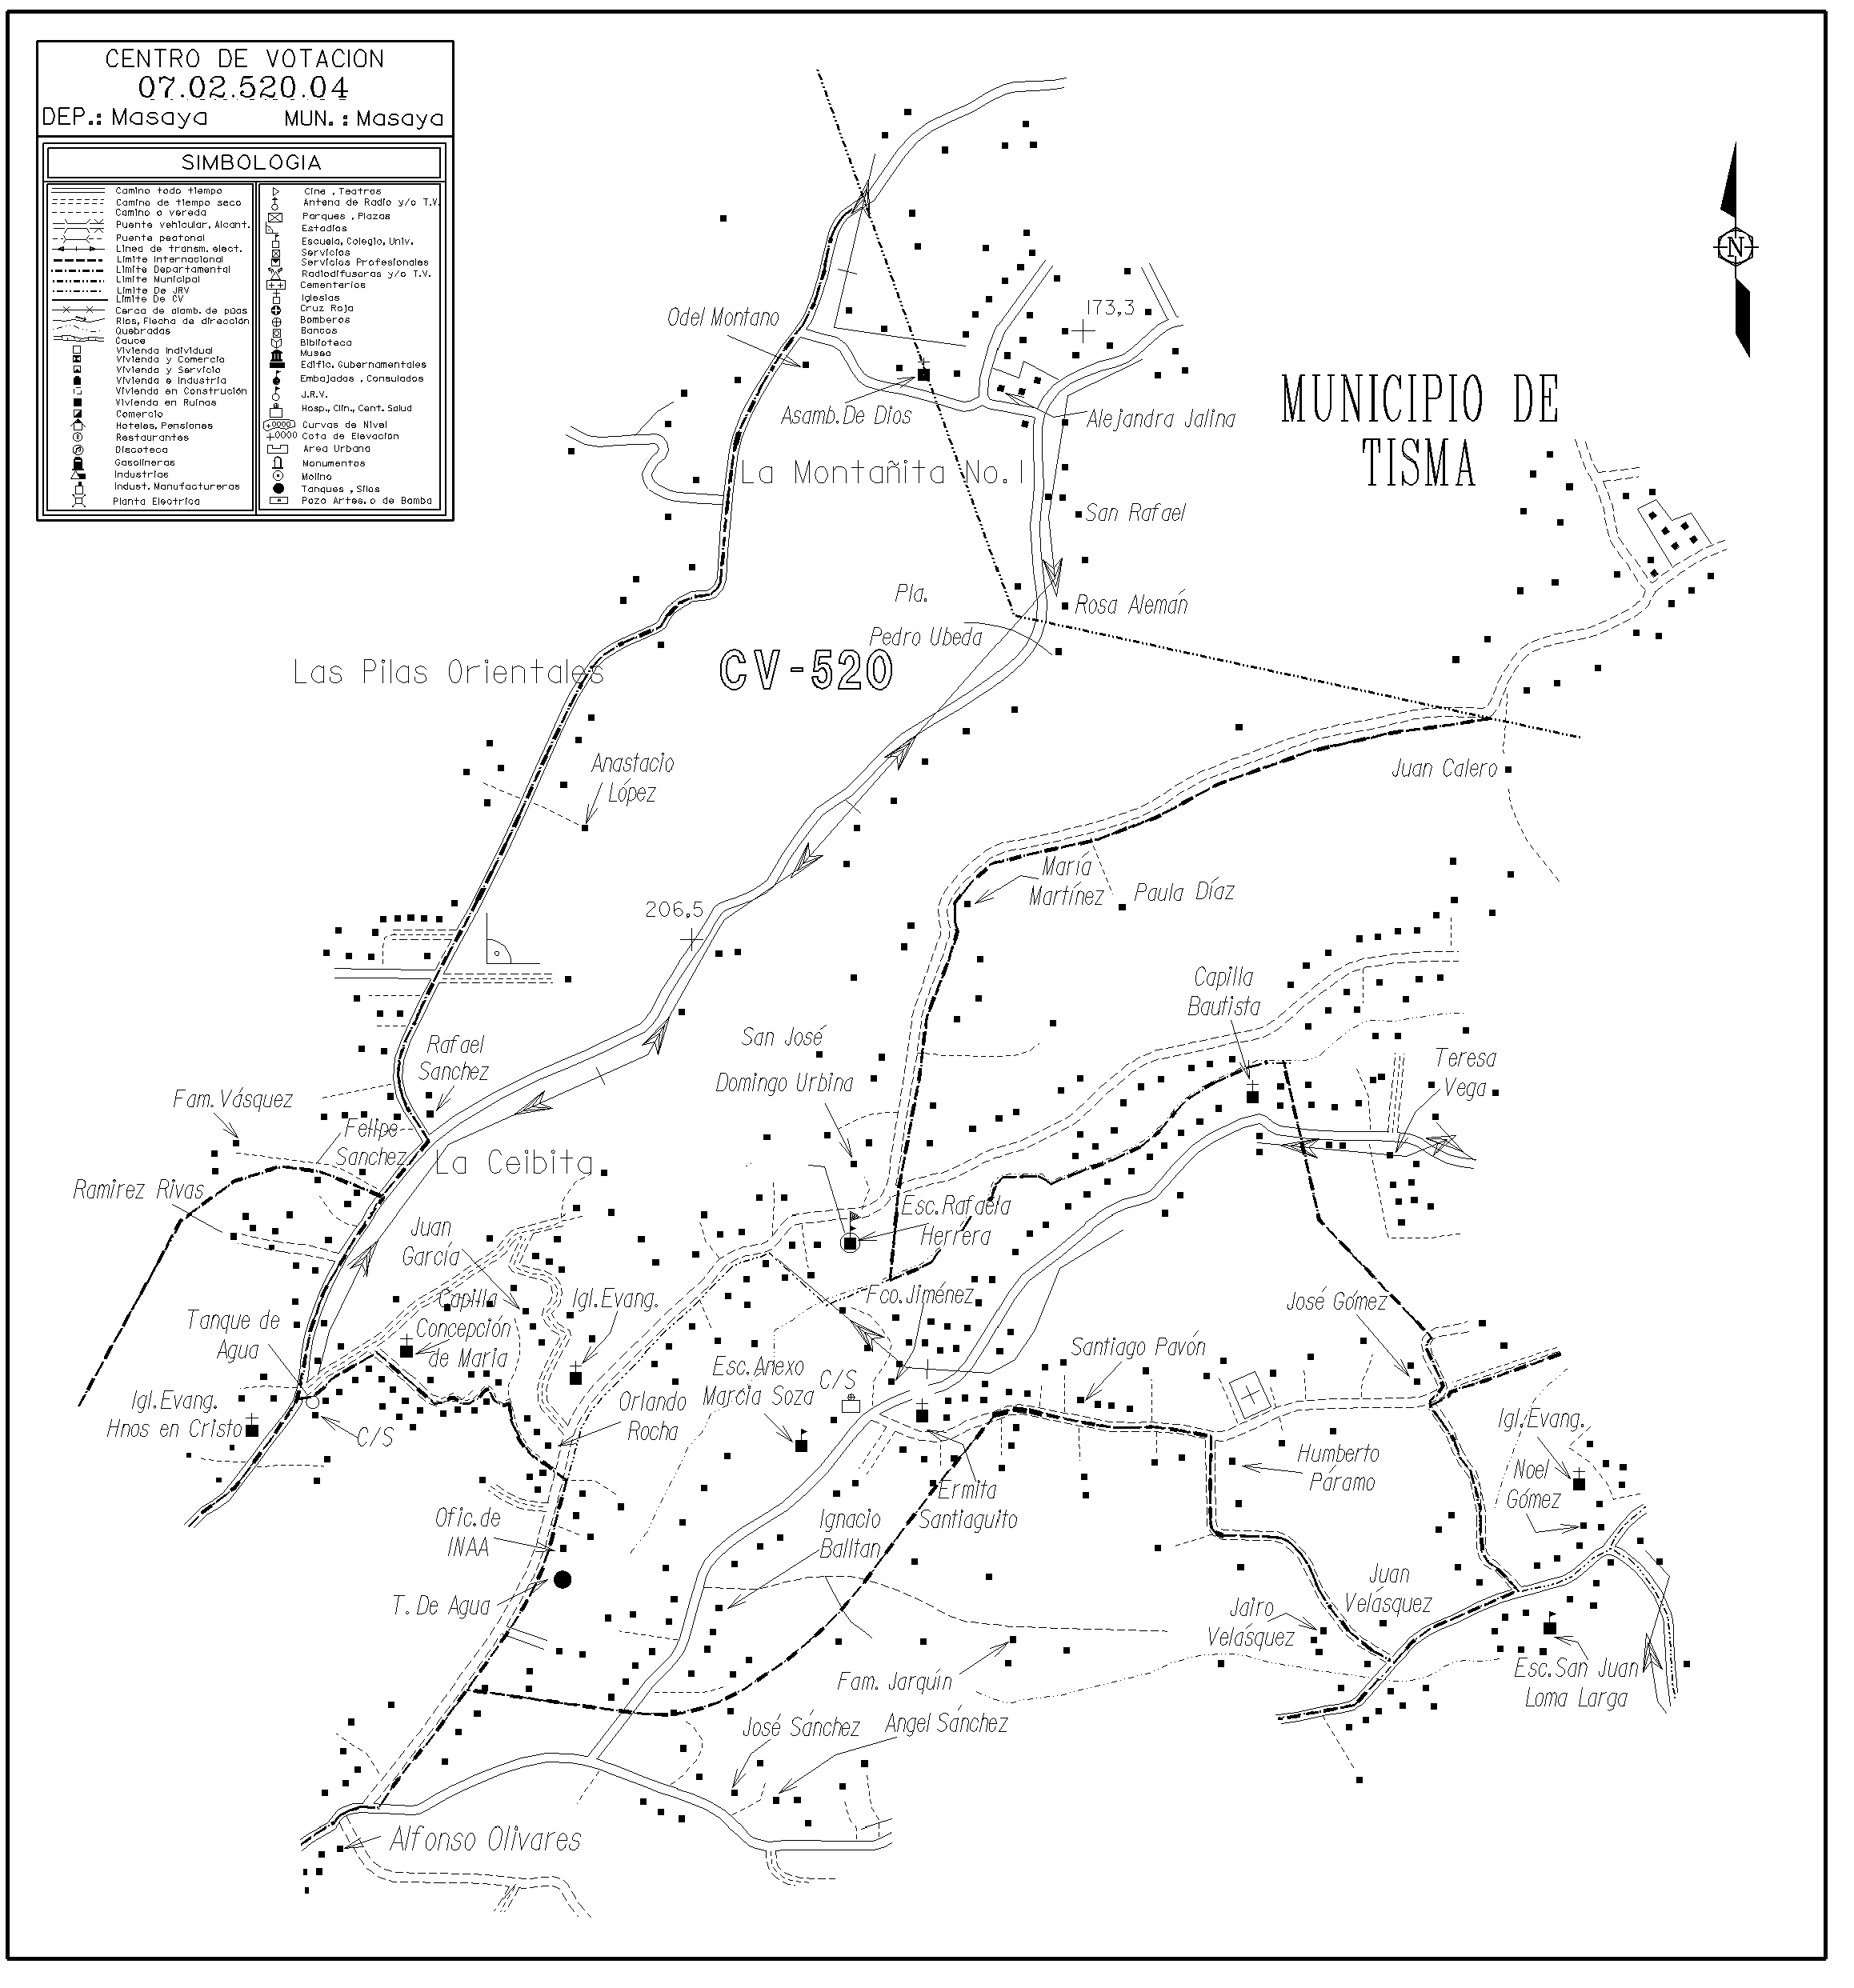 CENTRO DE VOTACION
07.02.520.04
DEP.: Masaya MUN.: Masaya
SIMBOLOGIA
Camino todo tiempo
Camino de tiempo seco
Camino o vereda
Puente vehicular, Alcant.
Puente peatonal
Linea de transm. elect.
Limite Internacional
Limite Departamental
Limite Municipal
Limite De JRV
Limite De CV
Cerca de alamb. de puas
Rios, Flecha de dirección
Quebradas
Cauce
Vivienda Individual
Vivienda y Comercio
Vivienda y Servicio
Vivienda e Industria
Vivienda en Construción
Vivienda en Ruinas
Comercio
Hoteles, Pensiones
Restaurantes
Discoteca
Gasolineras
Industrias
Indust. Manufactureras
Planta Electrica
Cine , Teatros
Antena de Radio y/o T.V.
Parques , Plazas
Estadios
Escuela, Colegio, Univ.
Servicios
Servicios Profesionales
Radiodifusoras y/o T.V.
Cementerios
Iglesias
Cruz Roja
Bomberos
Bancos
Biblioteca
Museo
Edific. Gubernamentales
Embajadas , Consulados
J.R.V.
Hosp., Clin., Cent. Salud
Curvas de Nivel
+0000 Cota de Elevación
Area Urbana
Monumentos
Molino
Tanques , Silos
Pozo Artes. o de Bomba
N
MUNICIPIO DE
TISMA
Odel Montano
173,3
Asamb.De Dios
Alejandra Jalina
La Montañita No.1
San Rafael
Pla.
Rosa Alemán
Pedro Ubeda
Las Pilas Orientales
CV-520
Anastacio
López
Juan Calero
María
Martínez
Paula Díaz
206,5
Capilla
Bautista
San José
Rafael
Sanchez
Teresa
Vega
Domingo Urbina
Fam.Vásquez
Felipe
Sanchez
La Ceibita
Ramirez Rivas
Juan
García
Esc.Rafaela
Herrera
Capilla
Concepción
de Maria
Igl.Evang.
Fco.Jiménez
José Gómez
Tanque de
Agua
Santiago Pavón
Esc.Anexo
Marcia Soza
C/S
Orlando
Rocha
Igl.Evang.
Hnos en Cristo
C/S
Igl.Evang.
Humberto
Páramo
Noel
Gómez
Ermita
Santiaguito
Ofic.de
INAA
Ignacio
Balltan
T. De Agua
Juan
Velásquez
Jairo
Velásquez
Fam. Jarquín
Esc.San Juan
Loma Larga
José Sánchez
Angel Sánchez
Alfonso Olivares